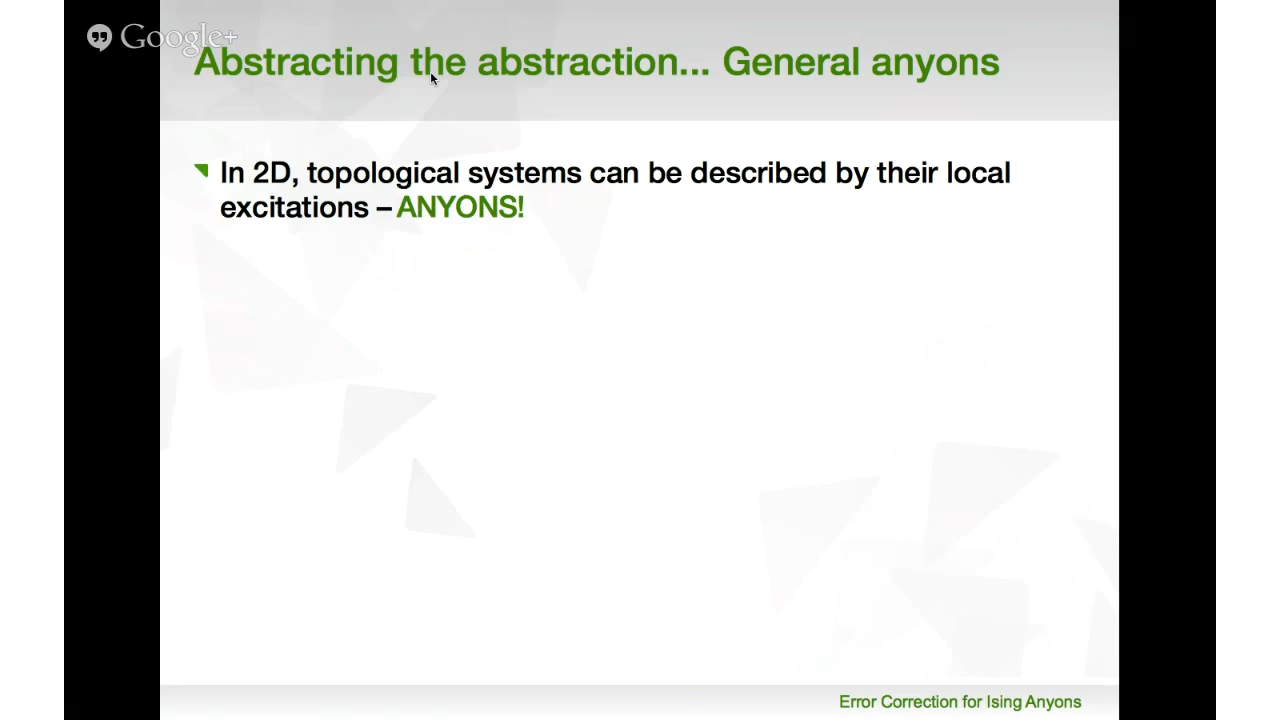 Google+
Abstracting the abstraction... General anyons
In 2D, topological systems can be described by their local
excitations – ANYONS!
Error Correction for Ising Anyons